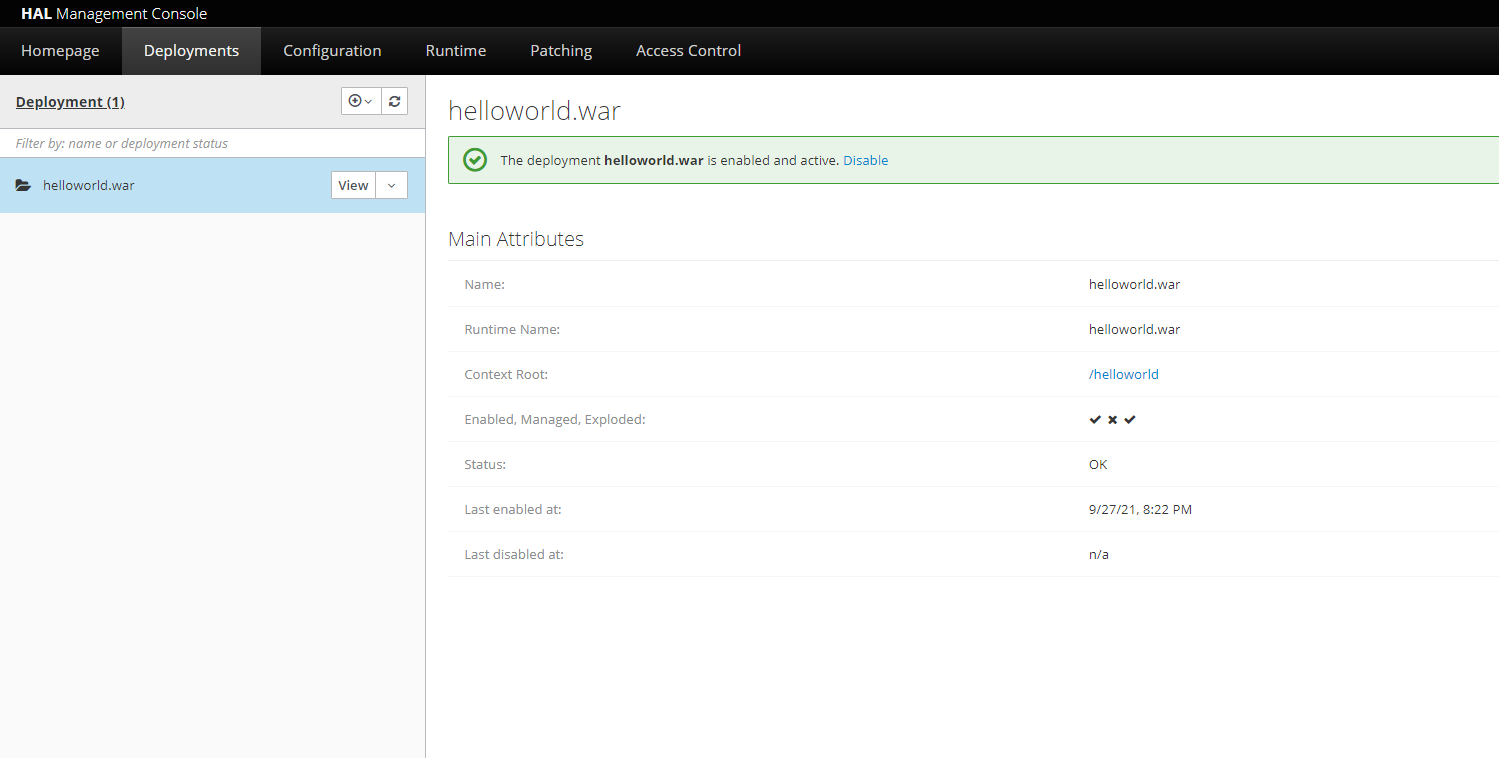 HAL Management Console
Homepage Deployments Configuration Runtime Patching Access Control
Deployment (1)
Filter by: name or deployment status
helloworld.war View
helloworld.war
The deployment helloworld.war is enabled and active. Disable
Main Attributes
Name: helloworld.war
Runtime Name: helloworld.war
Context Root: /helloworld
Enabled, Managed, Exploded:
Status: OK
Last enabled at: 9/27/21, 8:22 PM
Last disabled at: n/a